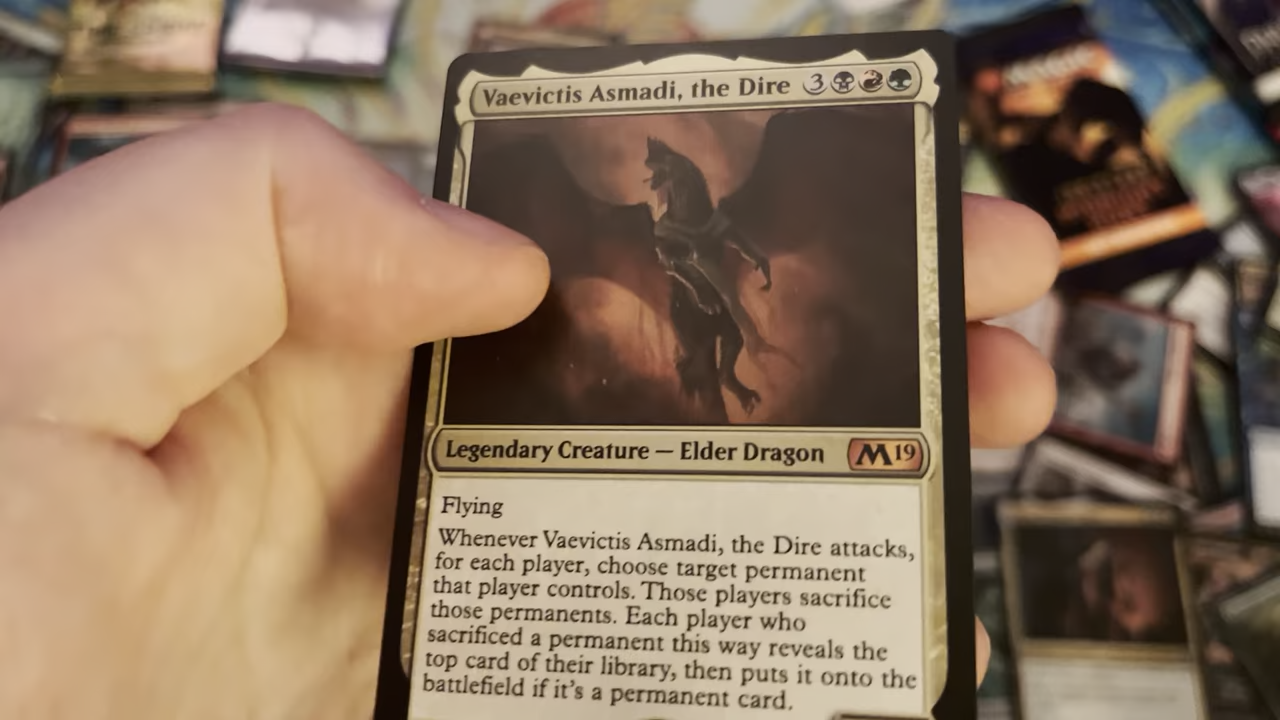 Vaevictis Asmadi, the Dire 3
Legendary Creature — Elder Dragon M19
Flying
Whenever Vaevictis Asmadi, the Dire attacks,
for each player, choose target permanent
that player controls. Those players sacrifice
those permanents. Each player who
sacrificed a permanent this way reveals the
top card of their library, then puts it onto the
battlefield if it's a permanent card.